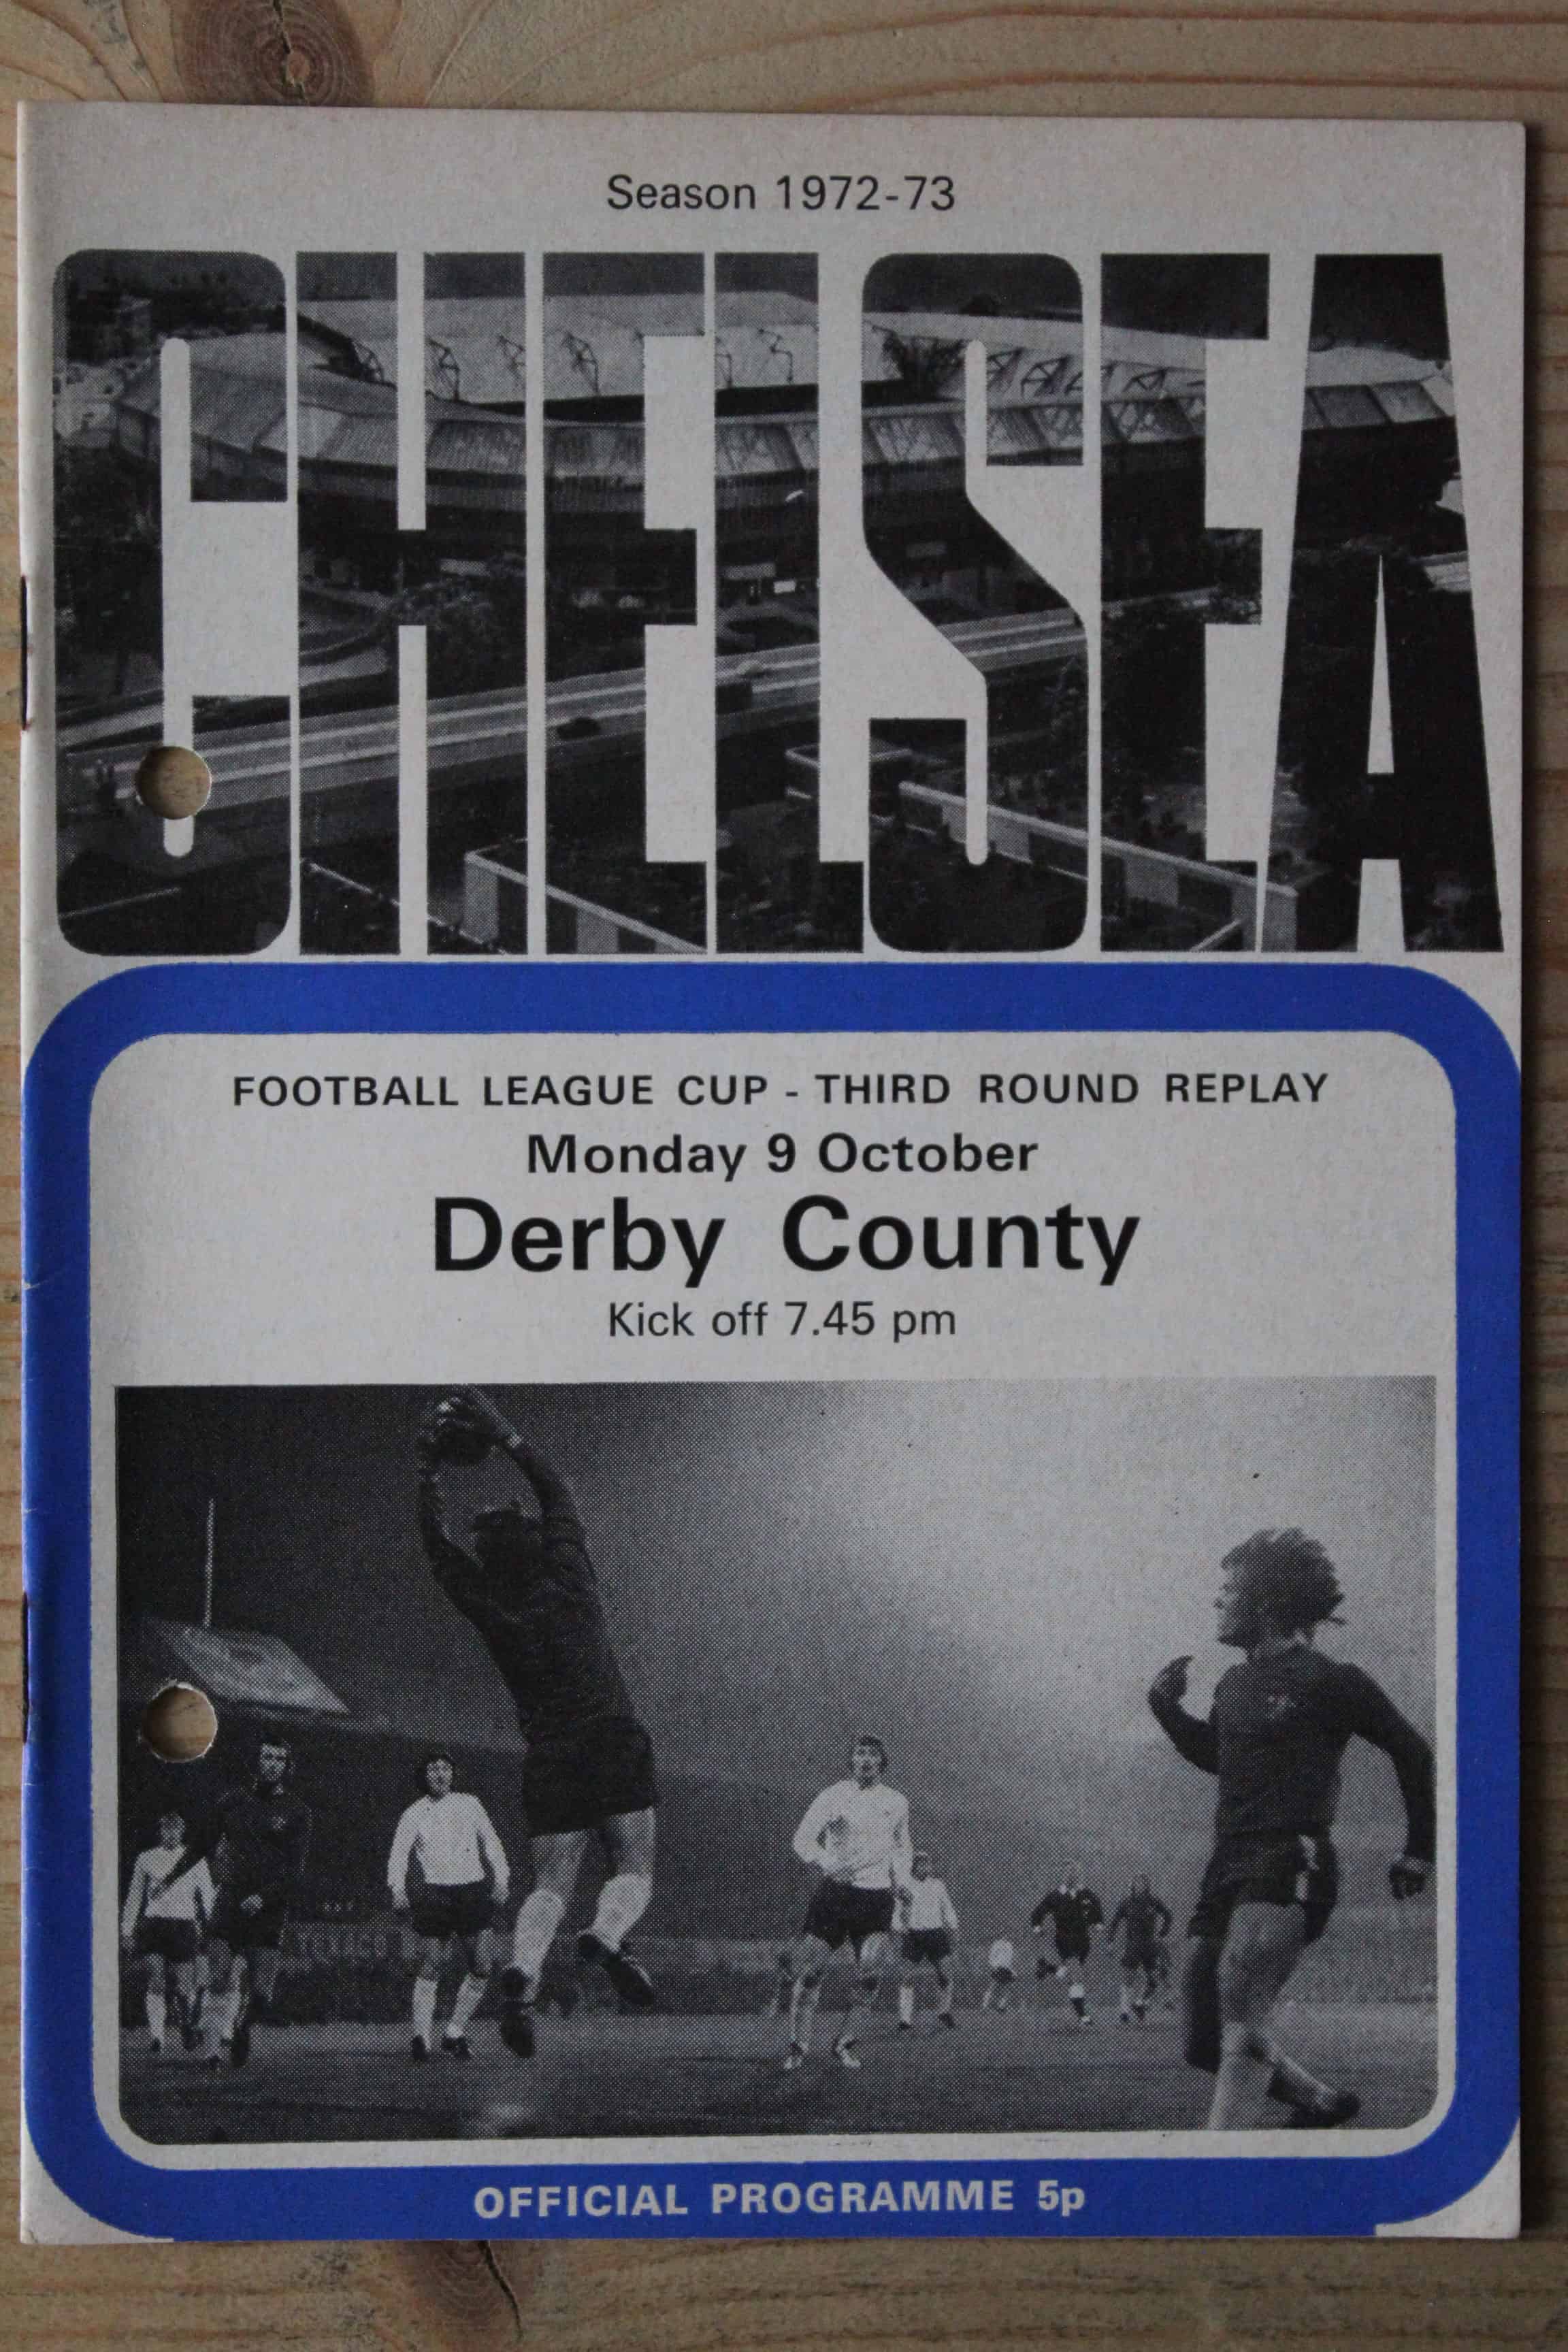 Season 1972-73
CHELSEA
FOOTBALL LEAGUE CUP - THIRD ROUND REPLAY
Monday 9 October
Derby County
Kick off 7.45 pm
TEXACO
OFFICIAL PROGRAMME 5p